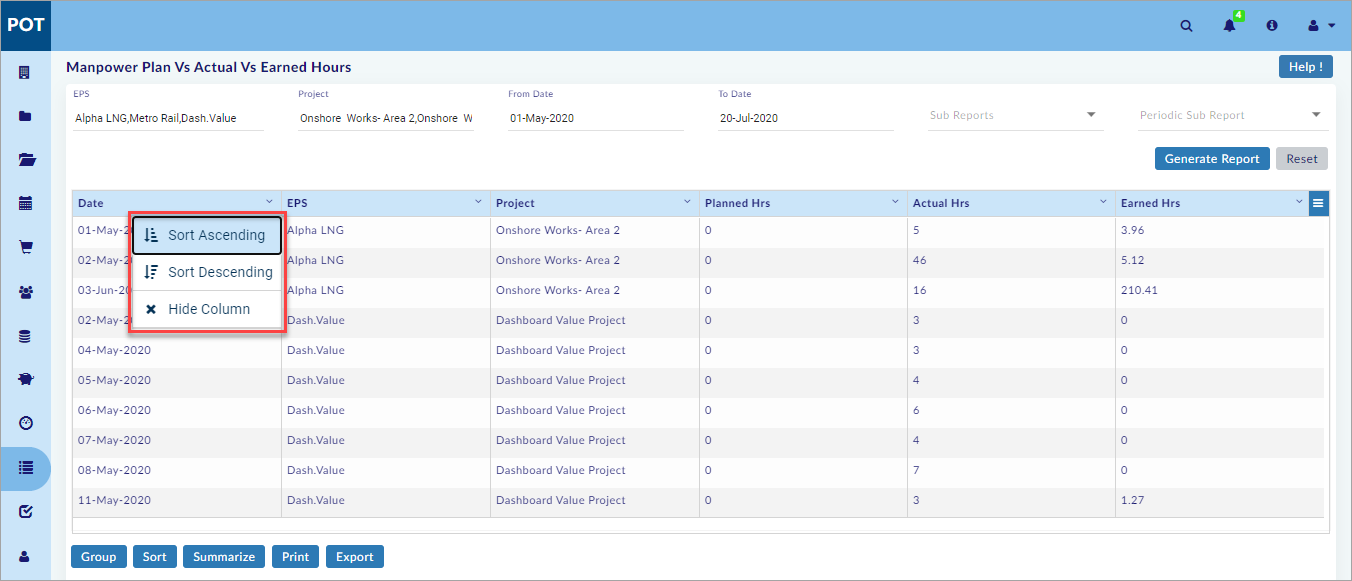 POT
4
Manpower Plan Vs Actual Vs Earned Hours
Help !
EPS Project From Date To Date
Alpha LNG,Metro Rail,Dash.Value Onshore Works- Area 2,Onshore W 01-May-2020 20-Jul-2020 Sub Reports Periodic Sub Report
Generate Report Reset
Date EPS Project Planned Hrs Actual Hrs Earned Hrs
01-May-2 Alpha LNG Onshore Works- Area 2 0 5 3.96
02-May-2 Alpha LNG Onshore Works- Area 2 0 46 5.12
03-Jun-20 Alpha LNG Onshore Works- Area 2 0 16 210.41
02-May-2 Dash.Value Dashboard Value Project 0 3 0
04-May-2020 Dash.Value Dashboard Value Project 0 3 0
05-May-2020 Dash.Value Dashboard Value Project 0 4 0
06-May-2020 Dash.Value Dashboard Value Project 0 6 0
07-May-2020 Dash.Value Dashboard Value Project 0 4 0
08-May-2020 Dash.Value Dashboard Value Project 0 7 0
11-May-2020 Dash.Value Dashboard Value Project 0 3 1.27
Sort Ascending
Sort Descending
Hide Column
Group Sort Summarize Print Export